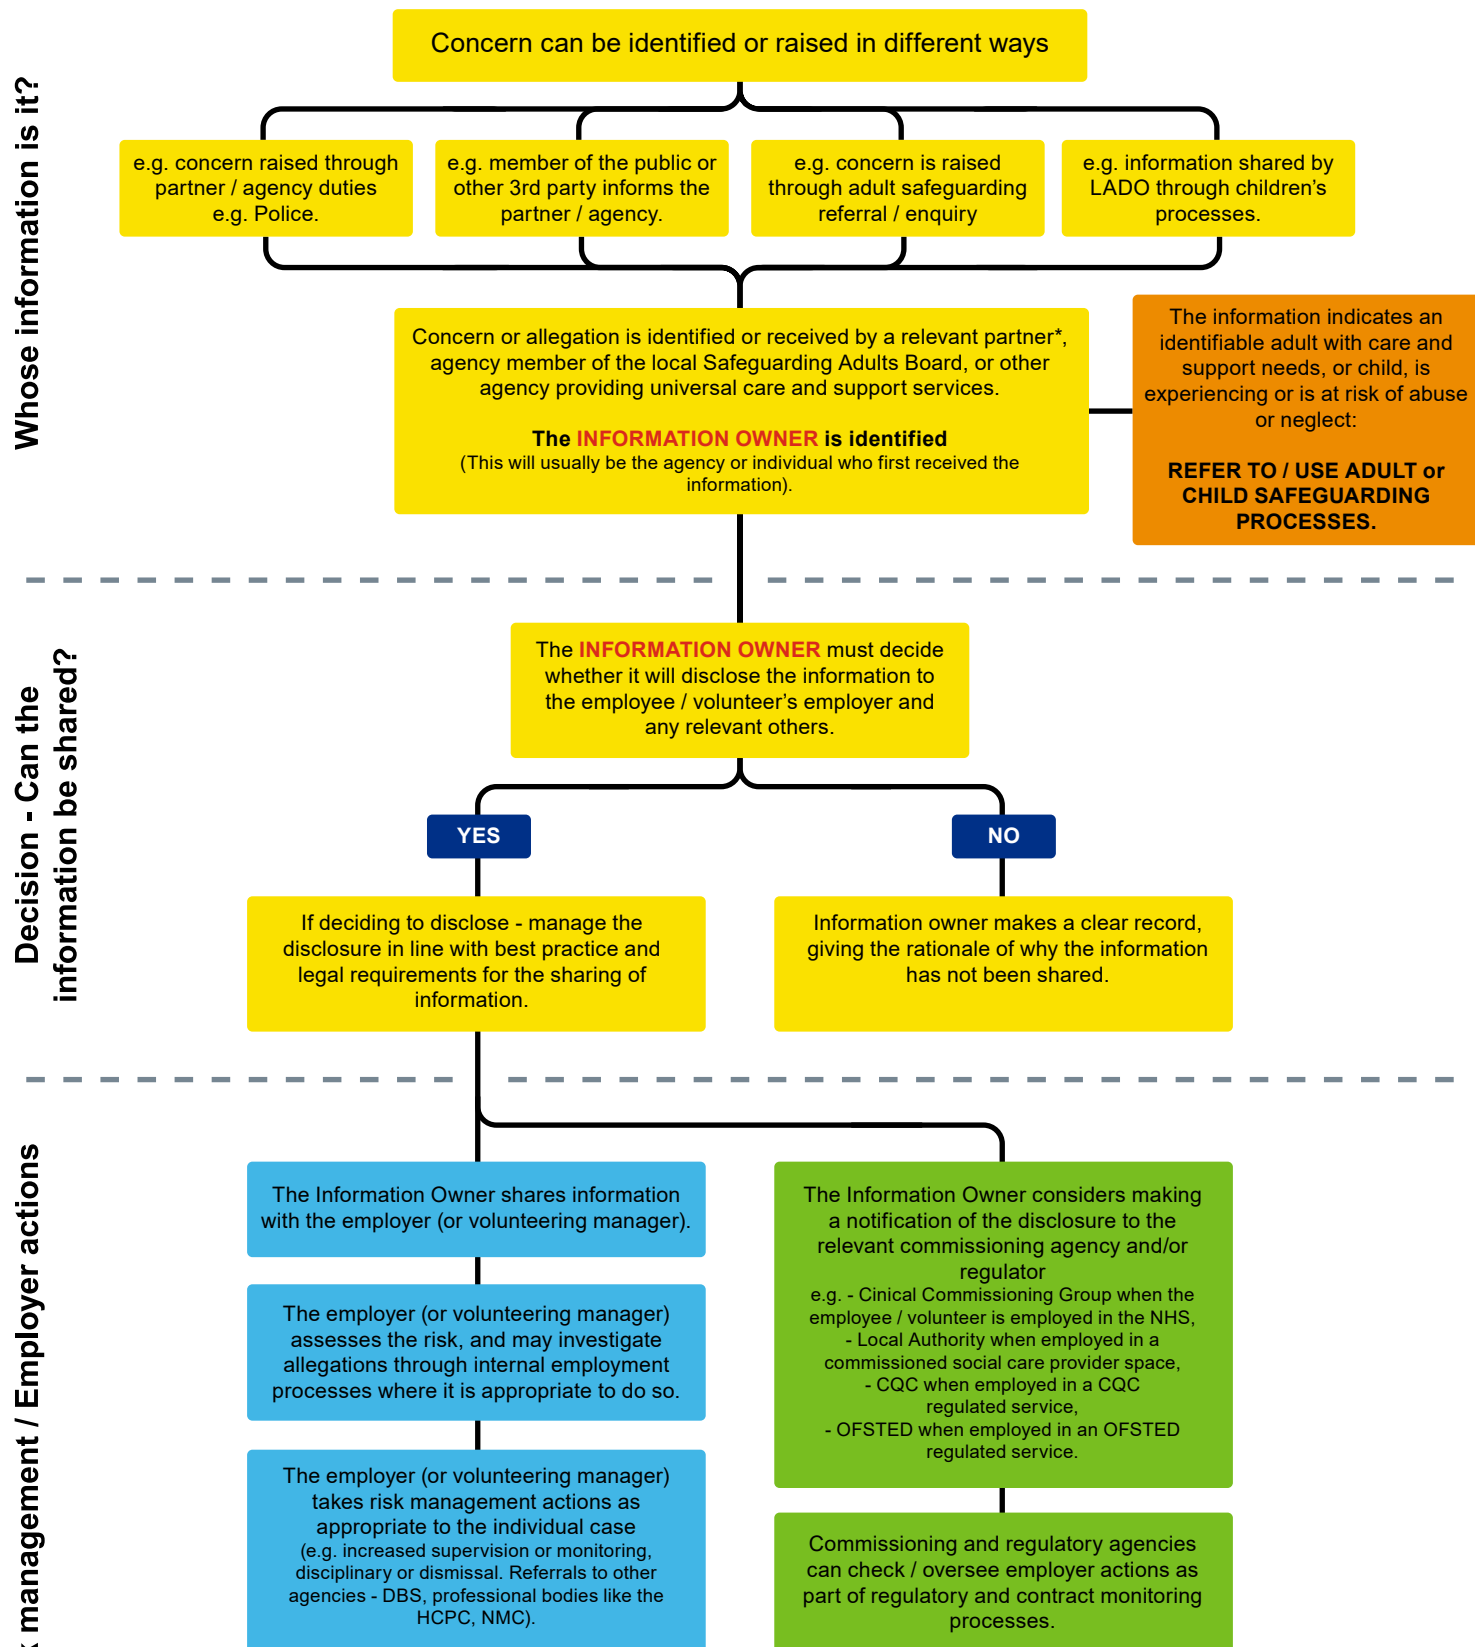 Whose information is it?
Concern can be identified or raised in different ways
e.g. concern raised through
partner / agency duties
e.g. Police.
e.g. member of the public or
other 3rd party informs the
partner / agency.
e.g. concern is raised
through adult safeguarding
referral / enquiry
e.g. information shared by
LADO through children’s
processes.
Concern or allegation is identified or received by a relevant partner*,
agency member of the local Safeguarding Adults Board, or other
agency providing universal care and support services.
The INFORMATION OWNER is identified
(This will usually be the agency or individual who first received the
information).
The information indicates an
identifiable adult with care and
support needs, or child, is
experiencing or is at risk of abuse
or neglect:
REFER TO / USE ADULT or
CHILD SAFEGUARDING
PROCESSES.
Decision - Can the
information be shared?
The INFORMATION OWNER must decide
whether it will disclose the information to
the employee / volunteer’s employer and
any relevant others.
YES
NO
If deciding to disclose - manage the
disclosure in line with best practice and
legal requirements for the sharing of
information.
Information owner makes a clear record,
giving the rationale of why the information
has not been shared.
management / Employer actions
The Information Owner shares information
with the employer (or volunteering manager).
The employer (or volunteering manager)
assesses the risk, and may investigate
allegations through internal employment
processes where it is appropriate to do so.
The employer (or volunteering manager)
takes risk management actions as
appropriate to the individual case
(e.g. increased supervision or monitoring,
disciplinary or dismissal. Referrals to other
agencies - DBS, professional bodies like the
HCPC, NMC).
The Information Owner considers making
a notification of the disclosure to the
relevant commissioning agency and/or
regulator
e.g. - Cinical Commissioning Group when the
employee / volunteer is employed in the NHS,
- Local Authority when employed in a
commissioned social care provider space,
- CQC when employed in a CQC
regulated service,
- OFSTED when employed in an OFSTED
regulated service.
Commissioning and regulatory agencies
can check / oversee employer actions as
part of regulatory and contract monitoring
processes.